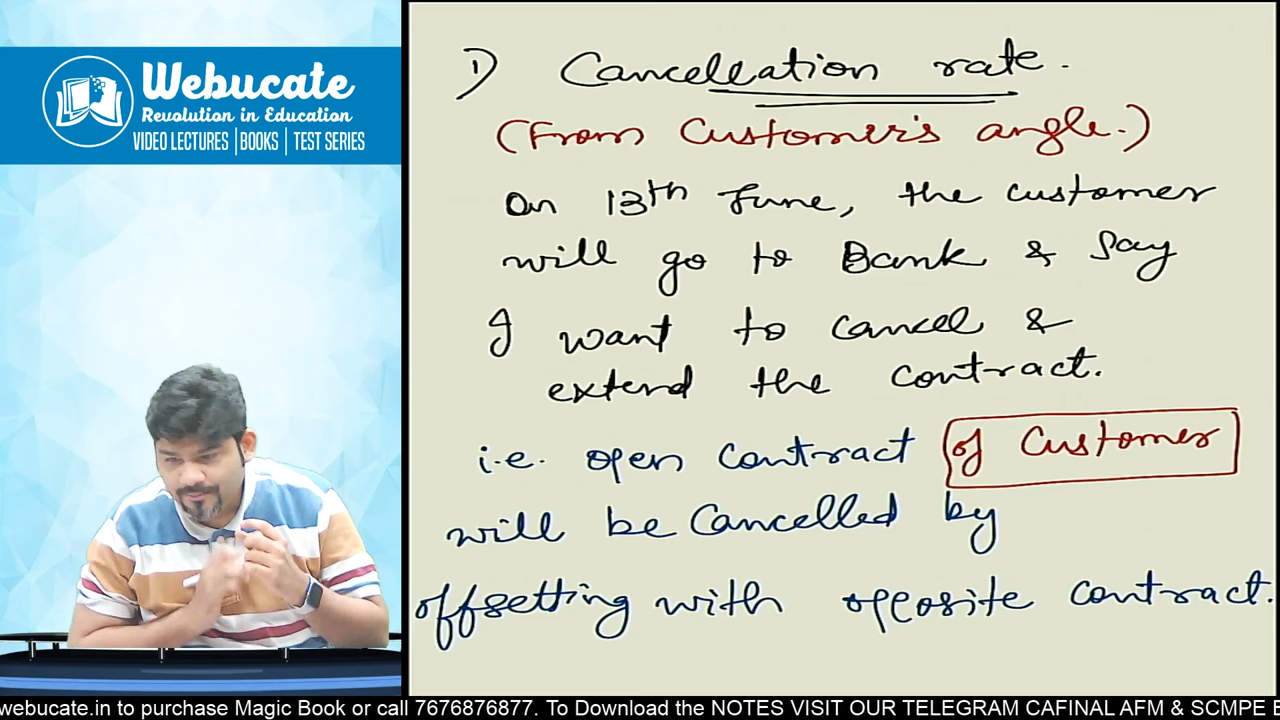 Webucate
Revolution in Education
VIDEO LECTURES | BOOKS | TEST SERIES
1) Cancellation rate.
(From Customer's angle.)
On 13th June, the customer
will go to Bank & Say
I want to cancel &
extend the contract.
i.e. open contract of Customer
will be Cancelled by
offsetting with opposite contract.
webucate.in to purchase Magic Book or call 7676876877. To Download the NOTES VISIT OUR TELEGRAM CAFINAL AFM & SCMPE